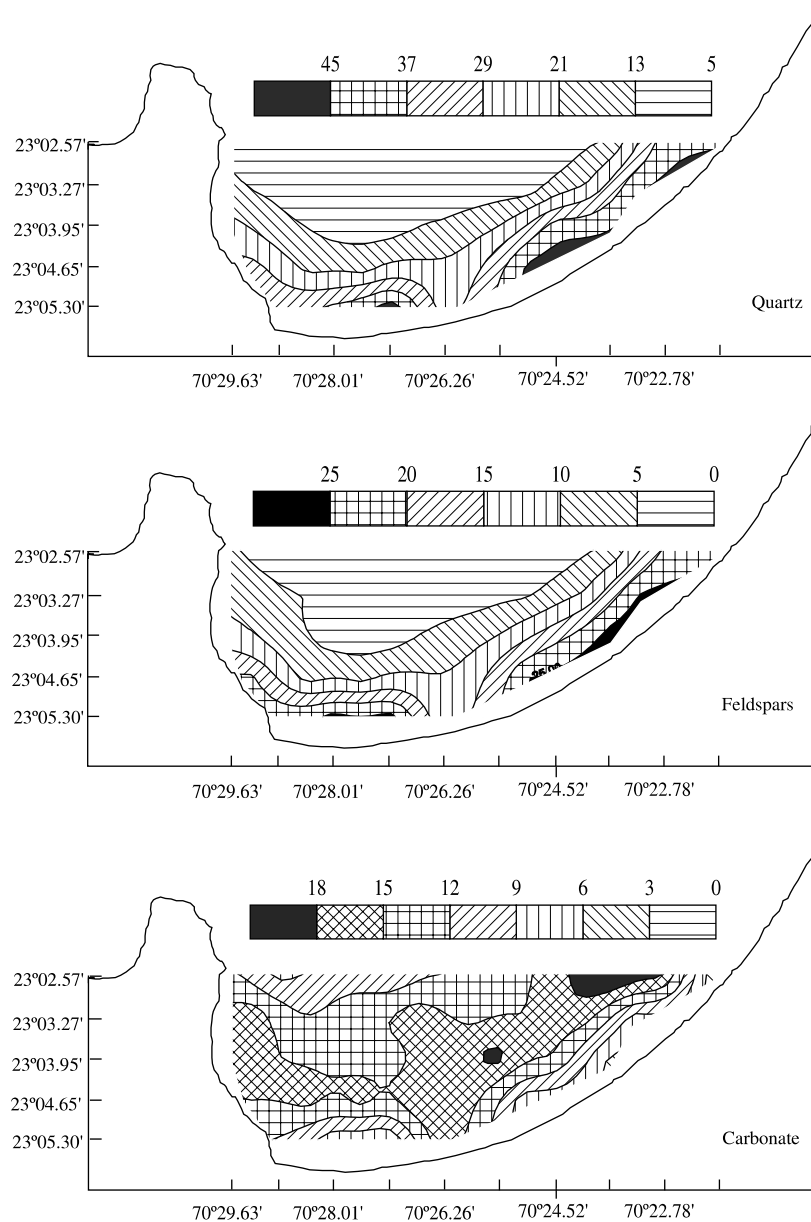 45 37 29 21 13 5
23º02.57'
23º03.27'
23º03.95'
23º04.65'
23º05.30'
Quartz
70º29.63' 70º28.01' 70º26.26' 70º24.52' 70º22.78'
25 20 15 10 5 0
23º02.57'
23º03.27'
23º03.95'
23º04.65'
23º05.30'
Feldspars
70º29.63' 70º28.01' 70º26.26' 70º24.52' 70º22.78'
18 15 12 9 6 3 0
23º02.57'
23º03.27'
23º03.95'
23º04.65'
23º05.30'
Carbonate
70º29.63' 70º28.01' 70º26.26' 70º24.52' 70º22.78'